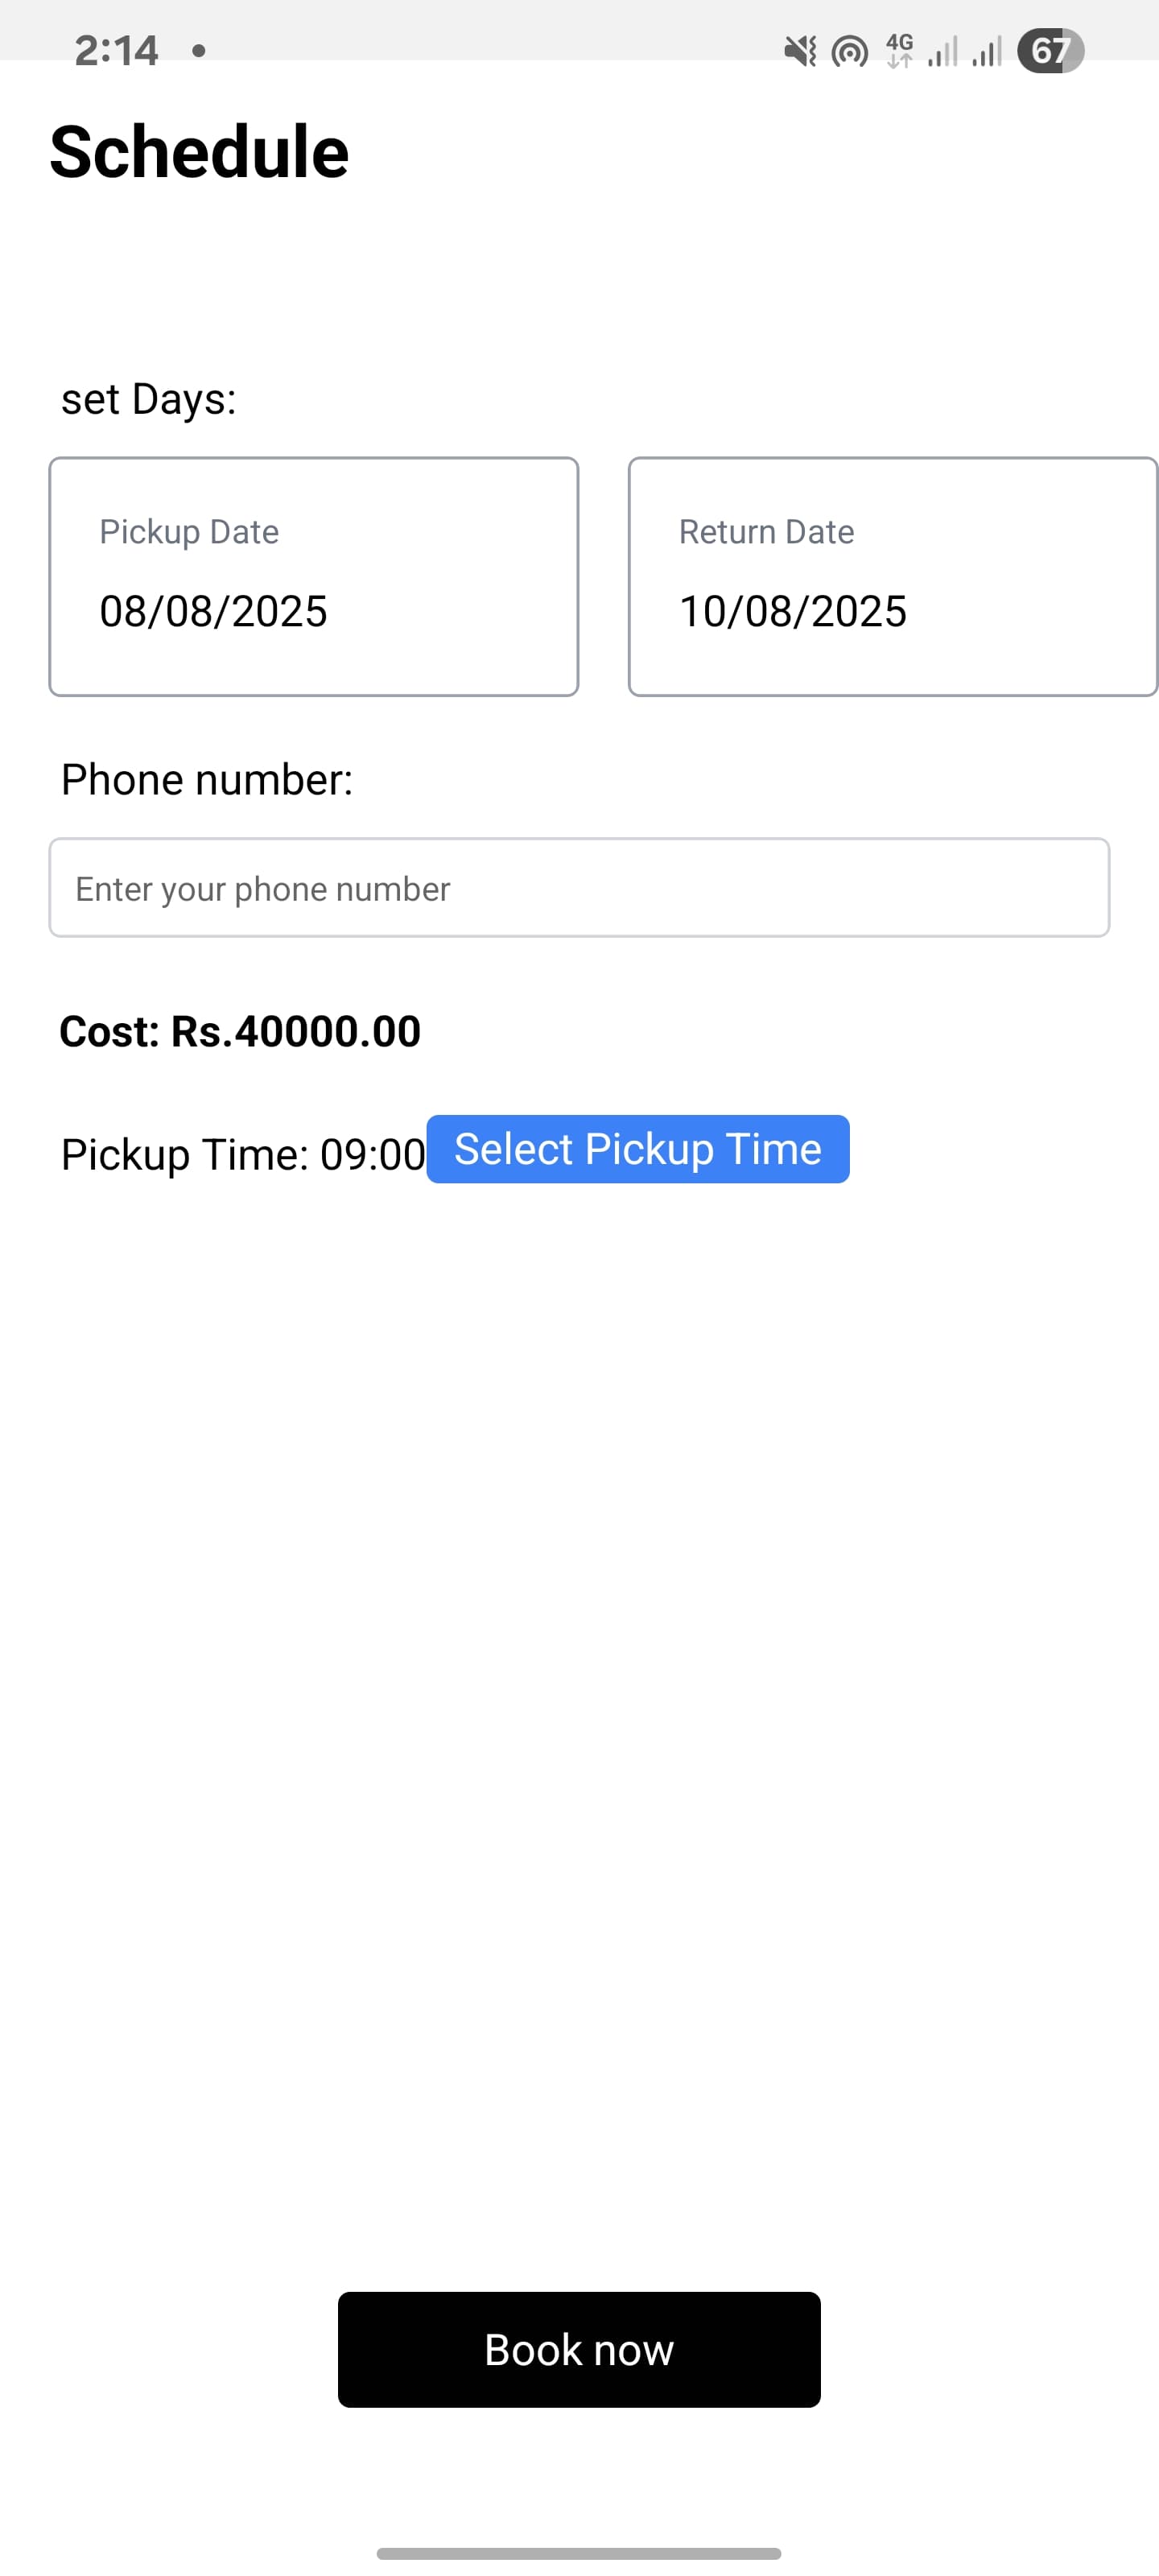 2:14
4G
67
Schedule
set Days:
Pickup Date
08/08/2025
Return Date
10/08/2025
Phone number:
Enter your phone number
Cost: Rs.40000.00
Pickup Time: 09:00 Select Pickup Time
Book now